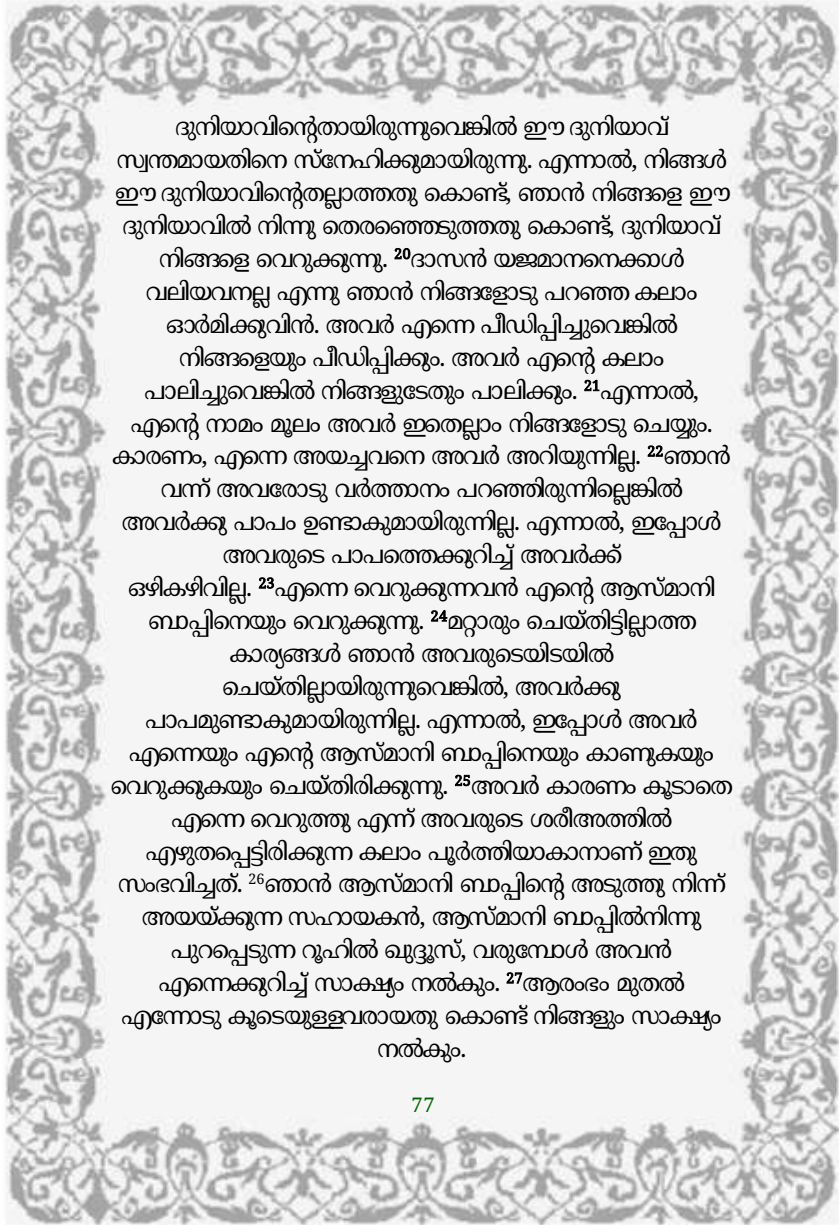 ദുനിയാവിന്റെതായിരുന്നുവെങ്കിൽ ഈ ദുനിയാവ്
സ്വന്തമായതിനെ സ്നേഹിക്കുമായിരുന്നു. എന്നാൽ, നിങ്ങൾ
ഈ ദുനിയാവിന്റെതല്ലാത്തതു കൊണ്ട്, ഞാൻ നിങ്ങളെ ഈ
ദുനിയാവിൽ നിന്നു തെരഞ്ഞെടുത്തതു കൊണ്ട്, ദുനിയാവ്
നിങ്ങളെ വെറുക്കുന്നു. ²⁰ദാസൻ യജമാനനെക്കാൾ
വലിയവനല്ല എന്നു ഞാൻ നിങ്ങളോടു പറഞ്ഞ കലാം
ഓർമിക്കുവിൻ. അവർ എന്നെ പീഡിപ്പിച്ചുവെങ്കിൽ
നിങ്ങളെയും പീഡിപ്പിക്കും. അവർ എന്റെ കലാം
പാലിച്ചുവെങ്കിൽ നിങ്ങളുടേതും പാലിക്കും. ²¹എന്നാൽ,
എന്റെ നാമം മൂലം അവർ ഇതെല്ലാം നിങ്ങളോടു ചെയ്യും.
കാരണം, എന്നെ അയച്ചവനെ അവർ അറിയുന്നില്ല. ²²ഞാൻ
വന്ന് അവരോടു വർത്താനം പറഞ്ഞിരുന്നില്ലെങ്കിൽ
അവർക്കു പാപം ഉണ്ടാകുമായിരുന്നില്ല. എന്നാൽ, ഇപ്പോൾ
അവരുടെ പാപത്തെക്കുറിച്ച് അവർക്ക്
ഒഴികഴിവില്ല. ²³എന്നെ വെറുക്കുന്നവൻ എന്റെ ആസ്മാനി
ബാപ്പിനെയും വെറുക്കുന്നു. ²⁴മറ്റാരും ചെയ്തിട്ടില്ലാത്ത
കാര്യങ്ങൾ ഞാൻ അവരുടെയിടയിൽ
ചെയ്തില്ലായിരുന്നുവെങ്കിൽ, അവർക്കു
പാപമുണ്ടാകുമായിരുന്നില്ല. എന്നാൽ, ഇപ്പോൾ അവർ
എന്നെയും എന്റെ ആസ്മാനി ബാപ്പിനെയും കാണുകയും
വെറുക്കുകയും ചെയ്തിരിക്കുന്നു. ²⁵അവർ കാരണം കൂടാതെ
എന്നെ വെറുത്തു എന്ന് അവരുടെ ശരീഅത്തിൽ
എഴുതപ്പെട്ടിരിക്കുന്ന കലാം പൂർത്തിയാകാനാണ് ഇതു
സംഭവിച്ചത്. ²⁶ഞാൻ ആസ്മാനി ബാപ്പിന്റെ അടുത്തു നിന്ന്
അയയ്ക്കുന്ന സഹായകൻ, ആസ്മാനി ബാപ്പിൽനിന്നു
പുറപ്പെടുന്ന റൂഹിൽ ഖുദ്ദൂസ്, വരുമ്പോൾ അവൻ
എന്നെക്കുറിച്ച് സാക്ഷ്യം നൽകും. ²⁷ആരംഭം മുതൽ
എന്നോടു കൂടെയുള്ളവരായതു കൊണ്ട് നിങ്ങളും സാക്ഷ്യം
നൽകും.
77